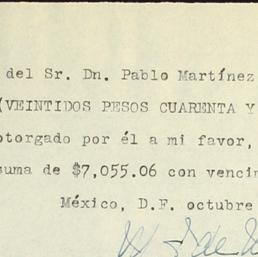 del Sr. Dn. Pablo Martínez
(VEINTIDOS PESOS CUARENTA Y
otorgado por él a mi favor,
suma de $7,055.06 con vencim
México, D.F. octubre